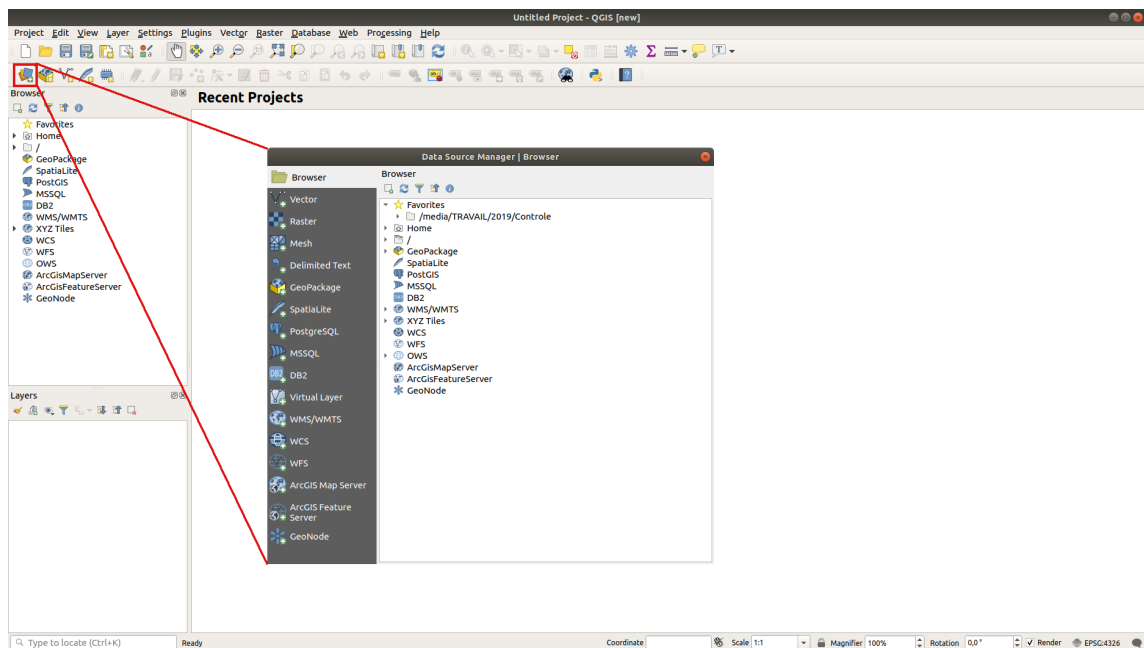 Untitled Project - QGIS [new]
Project Edit View Layer Settings Plugins Vector Raster Database Web Processing Help
Browser
Favorites
Home
/
GeoPackage
SpatiaLite
PostGIS
MSSQL
DB2
WMS/WMTS
XYZ Tiles
WCS
WFS
OWS
ArcGisMapServer
ArcGisFeatureServer
GeoNode
Layers
Recent Projects
Data Source Manager | Browser
Browser
Vector
Raster
Mesh
Delimited Text
GeoPackage
SpatiaLite
PostgreSQL
MSSQL
DB2
Virtual Layer
WMS/WMTS
WCS
WFS
ArcGIS Map Server
ArcGIS Feature
Server
GeoNode
Browser
Favorites
/media/TRAVAIL/2019/Controle
Home
/
GeoPackage
SpatiaLite
PostGIS
MSSQL
DB2
WMS/WMTS
XYZ Tiles
WCS
WFS
OWS
ArcGisMapServer
ArcGisFeatureServer
GeoNode
Type to locate (Ctrl+K) Ready Coordinate Scale 1:1 Magnifier 100% Rotation 0,0 ° Render EPSG:4326